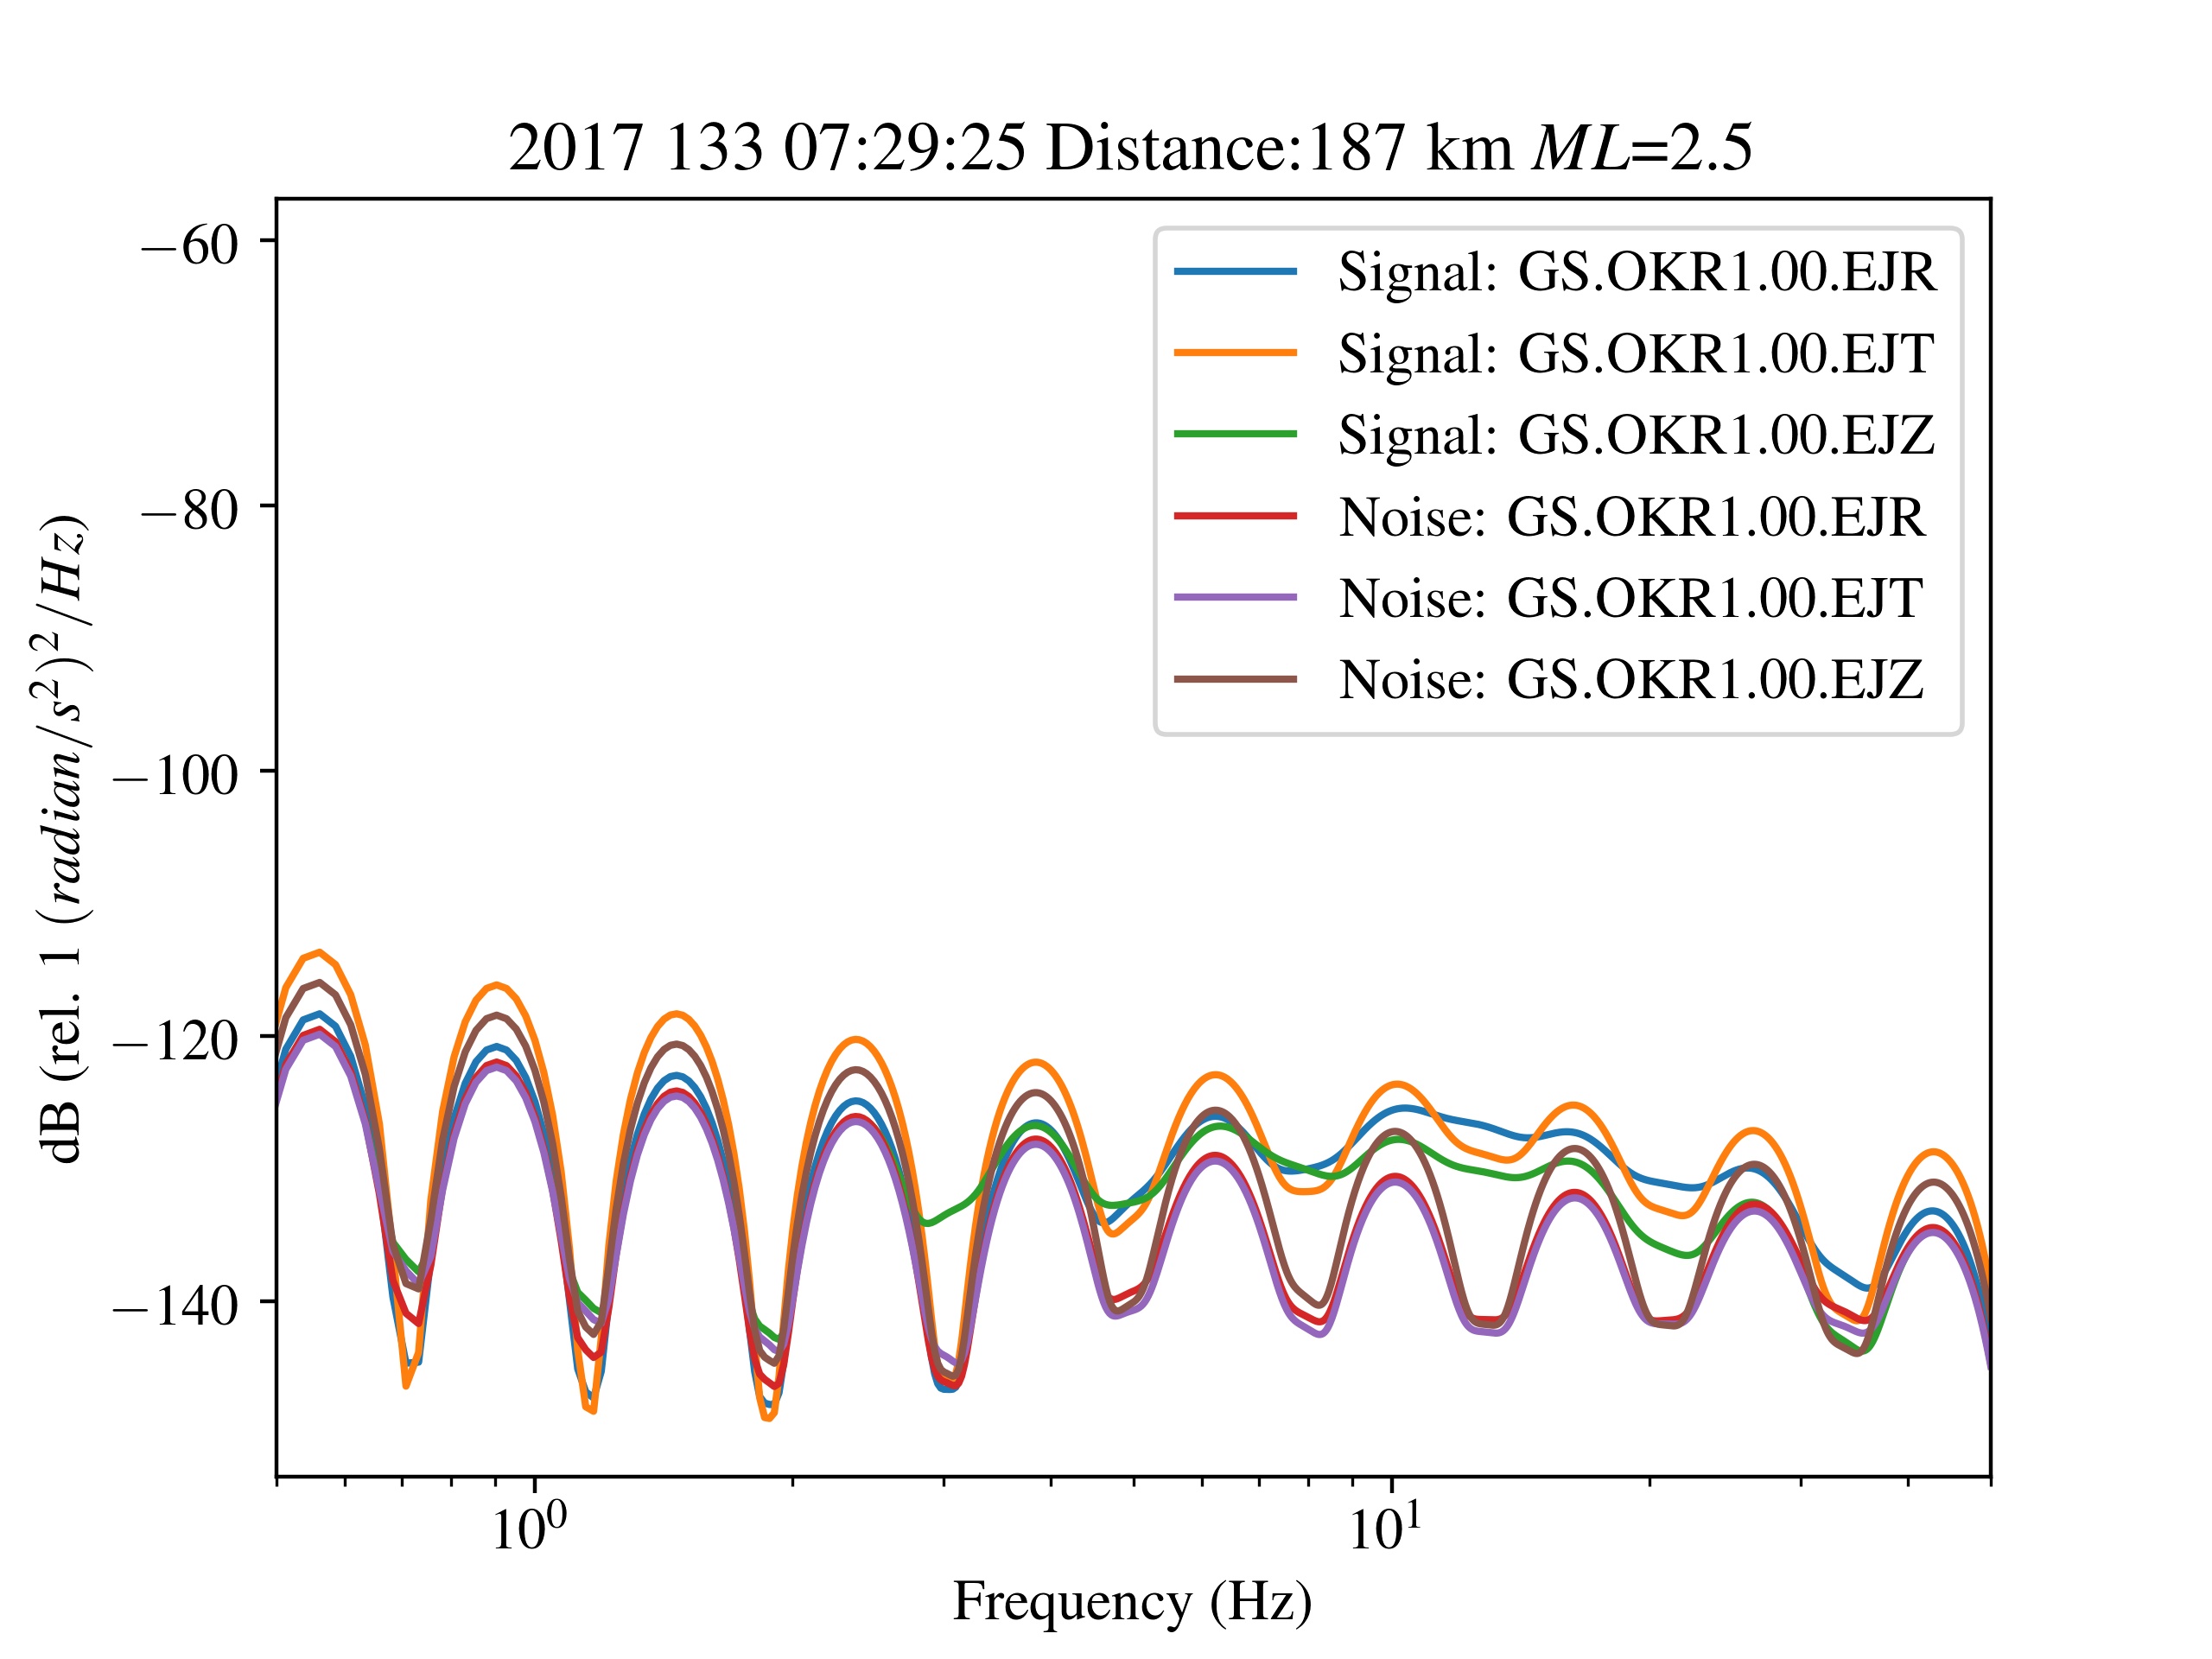 2017 133 07:29:25 Distance:187 km ML=2.5
−60
−80
−100
−120
−140
dB (rel. 1 (radian/s²)²/Hz)
Signal: GS.OKR1.00.EJR
Signal: GS.OKR1.00.EJT
Signal: GS.OKR1.00.EJZ
Noise: GS.OKR1.00.EJR
Noise: GS.OKR1.00.EJT
Noise: GS.OKR1.00.EJZ
10⁰ 10¹
Frequency (Hz)